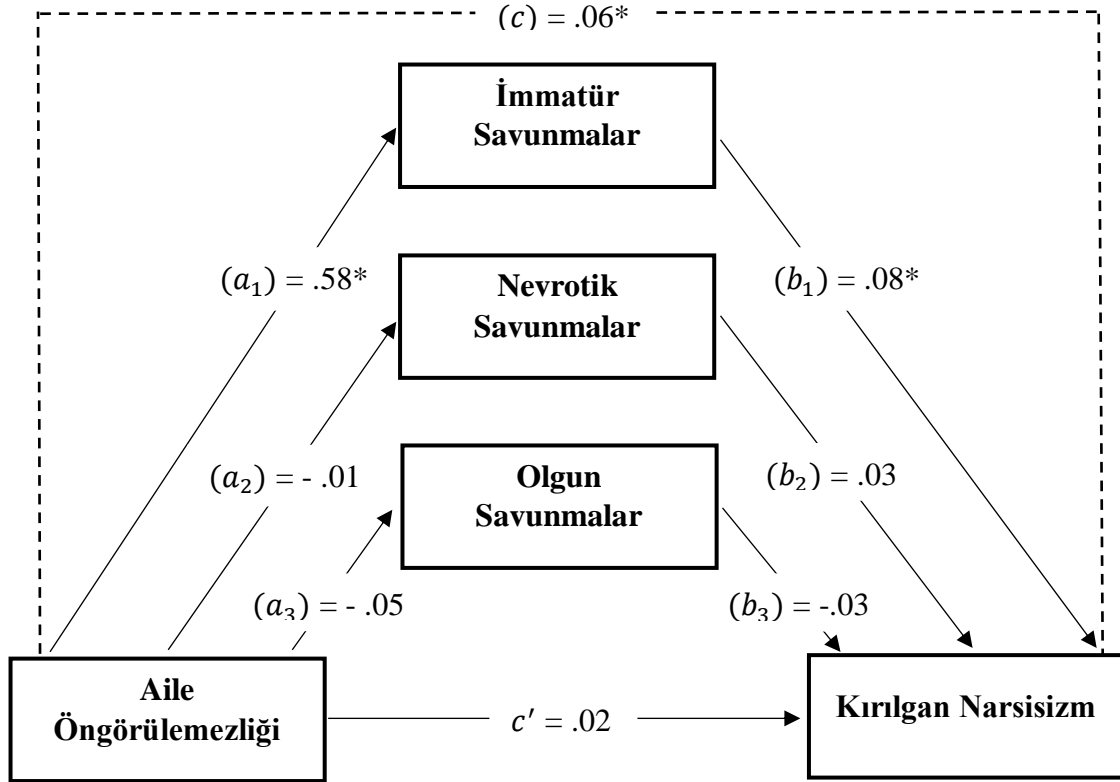 (c) = .06*
İmmatür
Savunmalar
(a₁) = .58*
Nevrotik
Savunmalar
(b₁) = .08*
(a₂) = - .01
Olgun
Savunmalar
(b₂) = .03
(a₃) = - .05
(b₃) = -.03
Aile
Öngörülemezliği
c′ = .02
Kırılgan Narsisizm